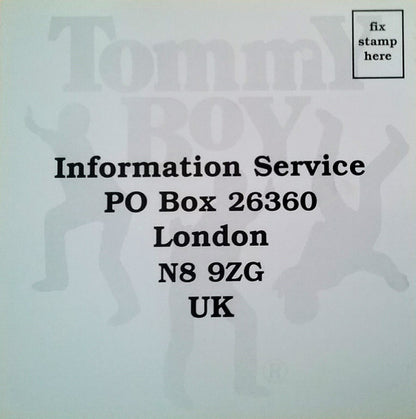 Tommy
BOY
fix
stamp
here
Information Service
PO Box 26360
London
N8 9ZG
UK
®